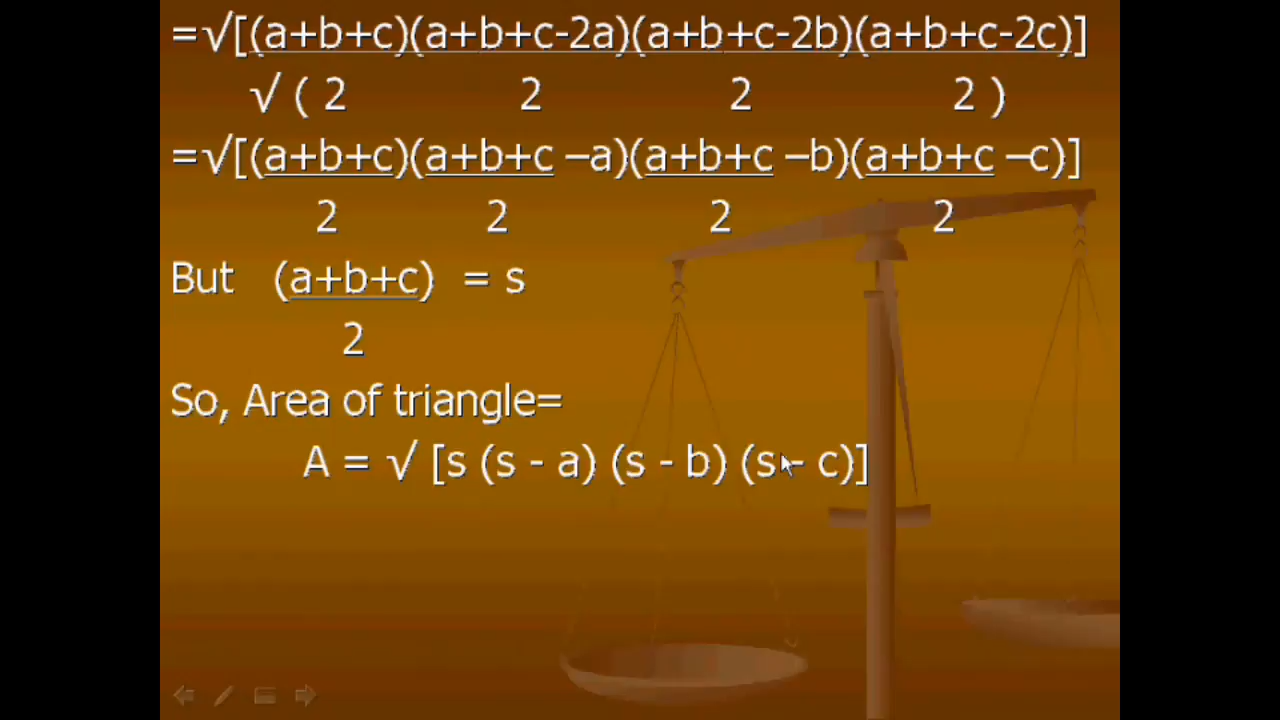 =√[(a+b+c)(a+b+c-2a)(a+b+c-2b)(a+b+c-2c)]
√ ( 2 2 2 2 )
=√[(a+b+c)(a+b+c –a)(a+b+c –b)(a+b+c –c)]
2 2 2 2
But (a+b+c) = s
2
So, Area of triangle=
A = √ [s (s - a) (s - b) (s - c)]